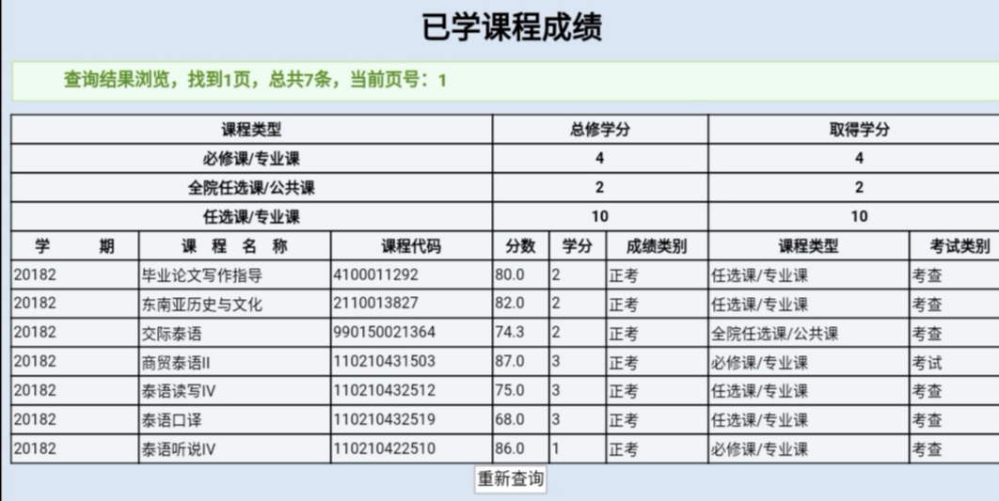 已学课程成绩
查询结果浏览，找到1页，总共7条，当前页号：1
课程类型 总修学分 取得学分
必修课/专业课 4 4
全院任选课/公共课 2 2
任选课/专业课 10 10
学 期 课 程 名 称 课程代码 分数 学分 成绩类别 课程类型 考试类别
20182 毕业论文写作指导 4100011292 80.0 2 正考 任选课/专业课 考查
20182 东南亚历史与文化 2110013827 82.0 2 正考 任选课/专业课 考查
20182 交际泰语 990150021364 74.3 2 正考 全院任选课/公共课 考查
20182 商贸泰语II 110210431503 87.0 3 正考 必修课/专业课 考试
20182 泰语读写IV 110210432512 75.0 3 正考 任选课/专业课 考查
20182 泰语口译 110210432519 68.0 3 正考 任选课/专业课 考查
20182 泰语听说IV 110210422510 86.0 1 正考 必修课/专业课 考查
重新查询